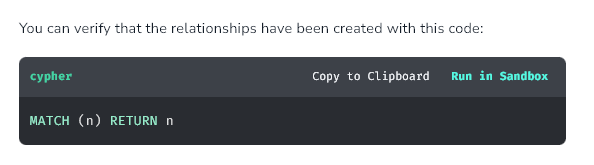 You can verify that the relationships have been created with this code:
cypher Copy to Clipboard Run in Sandbox
MATCH (n) RETURN n